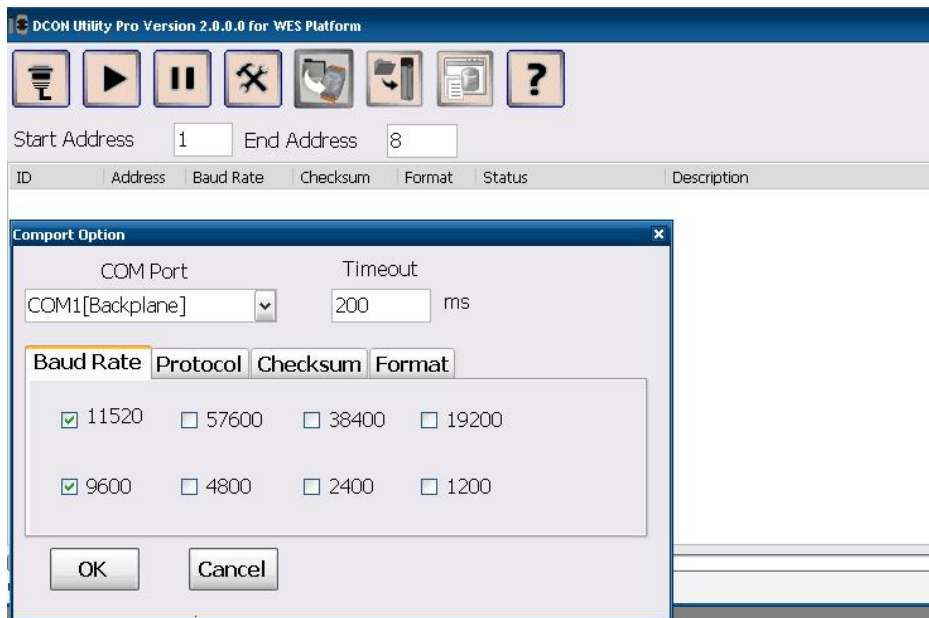 DCON Utility Pro Version 2.0.0.0 for WES Platform
?
Start Address 1 End Address 8
ID Address Baud Rate Checksum Format Status Description
Comport Option
COM Port Timeout
COM1[Backplane] 200 ms
Baud Rate Protocol Checksum Format
11520 57600 38400 19200
9600 4800 2400 1200
OK Cancel